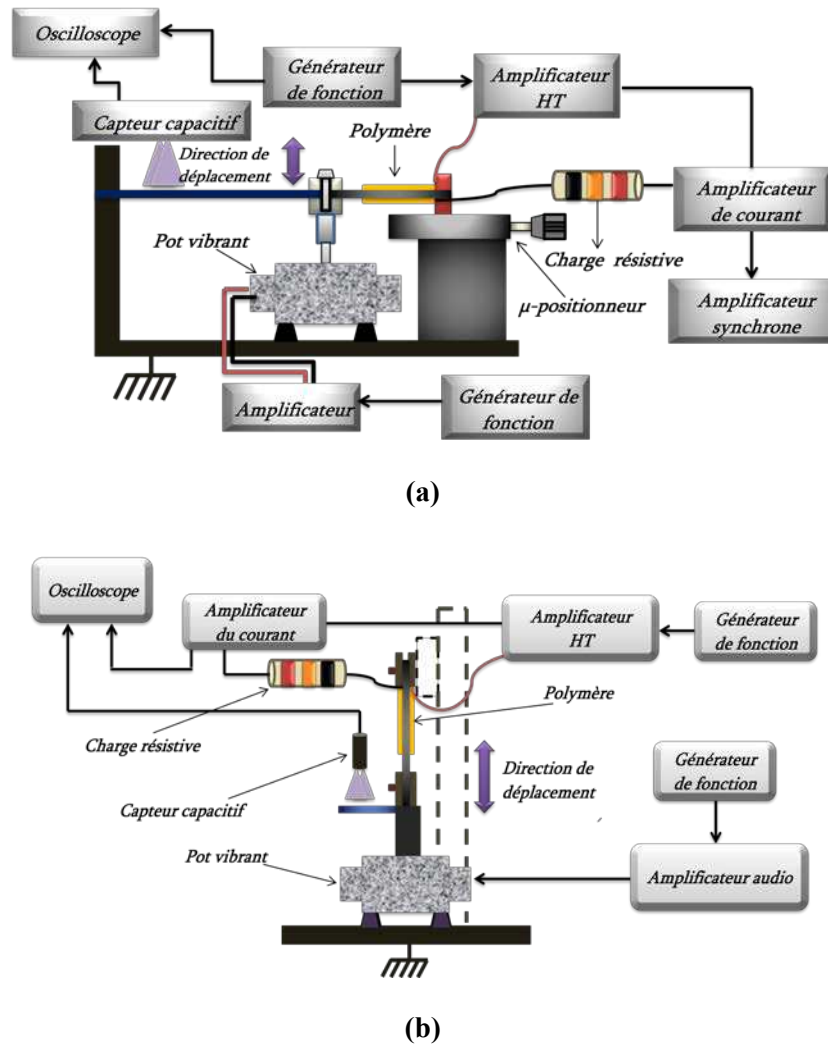 Oscilloscope
Générateur
de fonction
Amplificateur
HT
Capteur capacitif
Direction de
déplacement
Polymère
Amplificateur
de courant
Pot vibrant
Charge résistive
µ-positionneur
Amplificateur
synchrone
Amplificateur
Générateur de
fonction
(a)
Oscilloscope
Amplificateur
du courant
Amplificateur
HT
Générateur
de fonction
Polymère
Charge résistive
Direction de
déplacement
Générateur
de fonction
Capteur capacitif
Pot vibrant
Amplificateur audio
(b)